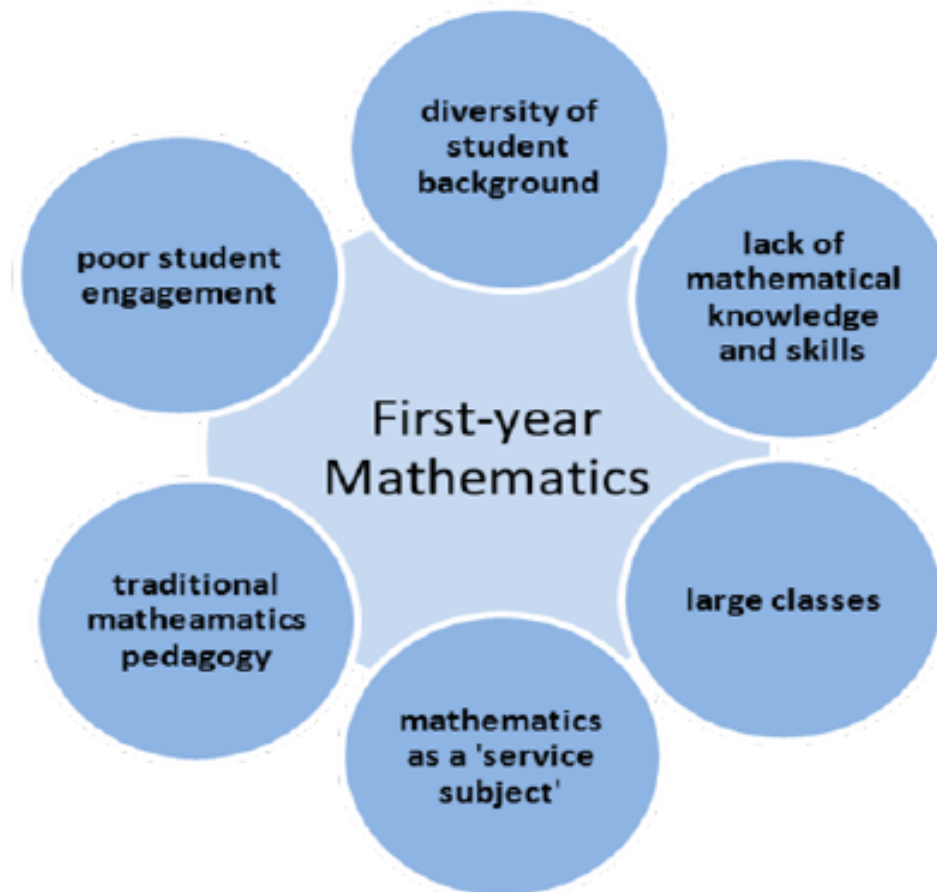 diversity of
student
background
poor student
engagement
lack of
mathematical
knowledge
and skills
First-year
Mathematics
traditional
matheamatics
pedagogy
large classes
mathematics
as a 'service
subject'